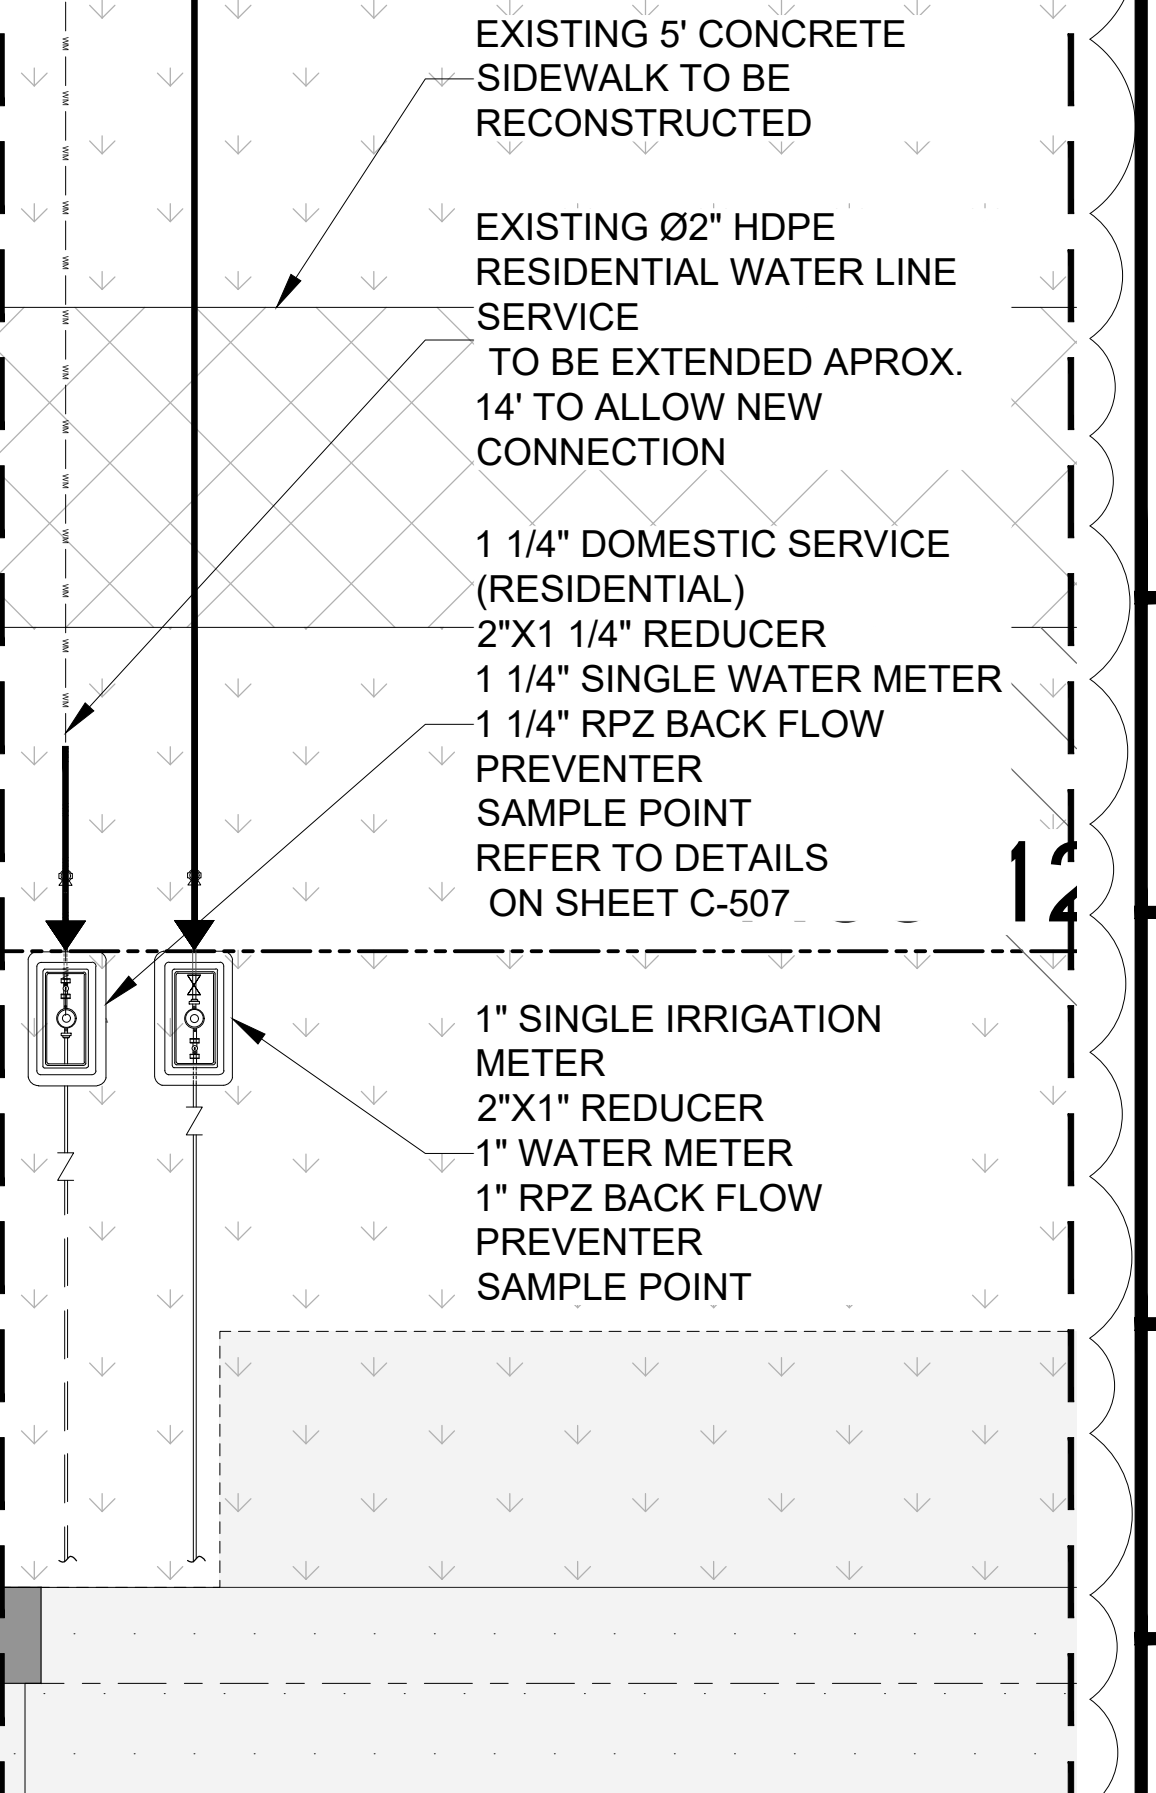 EXISTING 5' CONCRETE
SIDEWALK TO BE
RECONSTRUCTED
EXISTING Ø2" HDPE
RESIDENTIAL WATER LINE
SERVICE
TO BE EXTENDED APROX.
14' TO ALLOW NEW
CONNECTION
1 1/4" DOMESTIC SERVICE
(RESIDENTIAL)
2"X1 1/4" REDUCER
1 1/4" SINGLE WATER METER
1 1/4" RPZ BACK FLOW
PREVENTER
SAMPLE POINT
REFER TO DETAILS
ON SHEET C-507
12
1" SINGLE IRRIGATION
METER
2"X1" REDUCER
1" WATER METER
1" RPZ BACK FLOW
PREVENTER
SAMPLE POINT